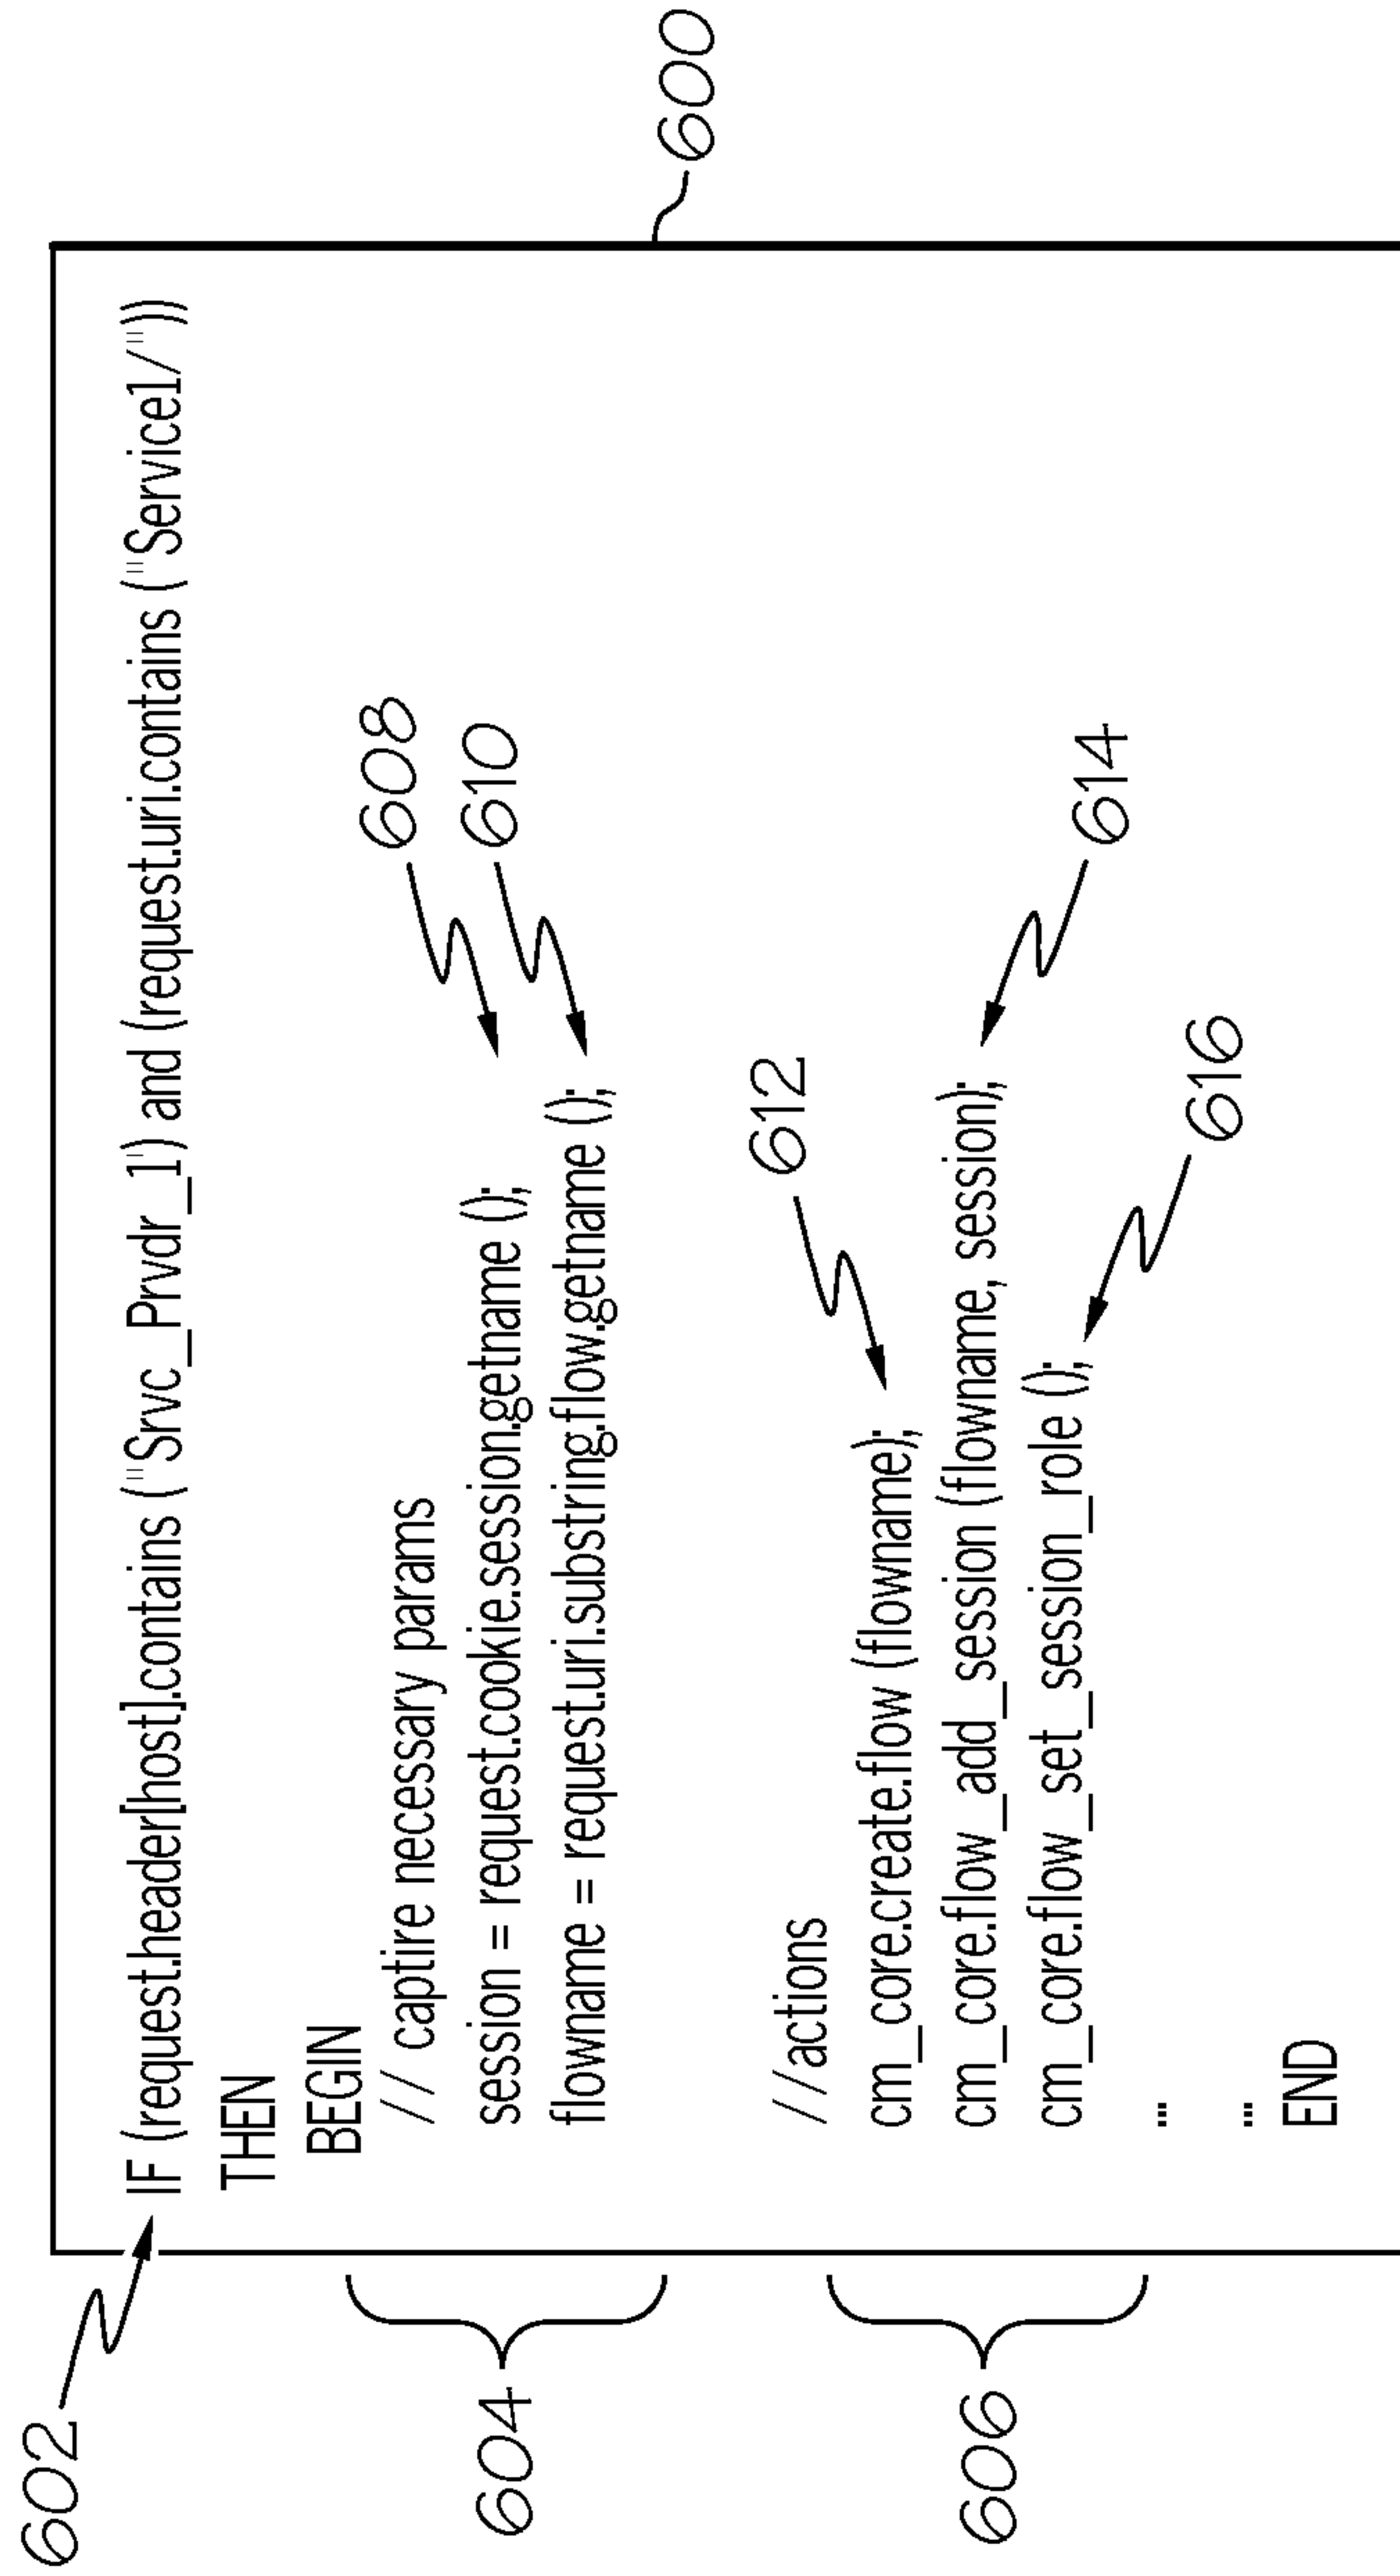 600
602
IF (request.header[host].contains ("Srvc_Prvdr_1") and (request.uri.contains ("Service1/"))
THEN
BEGIN
604
// captire necessary params
608
session = request.cookie.session.getname ();
610
flowname = request.uri.substring.flow.getname ();
606
//actions
612
cm_core.create.flow (flowname);
614
cm_core.flow_add_session (flowname, session);
cm_core.flow_set_session_role ();
616
...
...
END